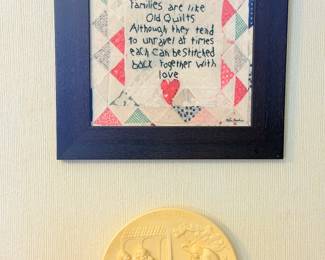 Families are like
Old Quilts
Although they tend
to unravel at times
each can be stitched
back together with
love